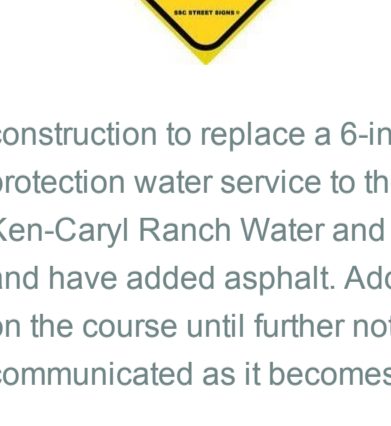 SSC STREET SIGNS ®
construction to replace a 6-in
protection water service to th
Ken-Caryl Ranch Water and
and have added asphalt. Add
on the course until further not
communicated as it becomes